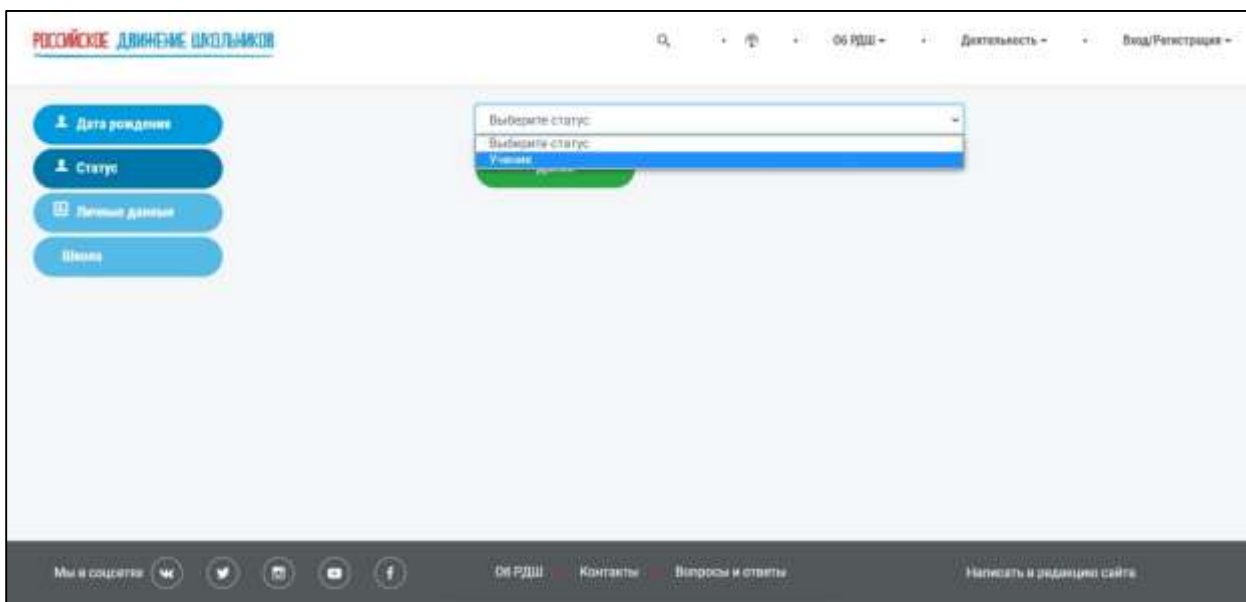 РОССИЙСКОЕ ДВИЖЕНИЕ ШКОЛЬНИКОВ
Об РДШ
Деятельность
Вход/Регистрация
Дата рождения
Статус
Личные данные
Школа
Выберите статус
Выберите статус
Ученик
Далее
Мы в соцсетях
Об РДШ
Контакты
Вопросы и ответы
Написать в редакцию сайта